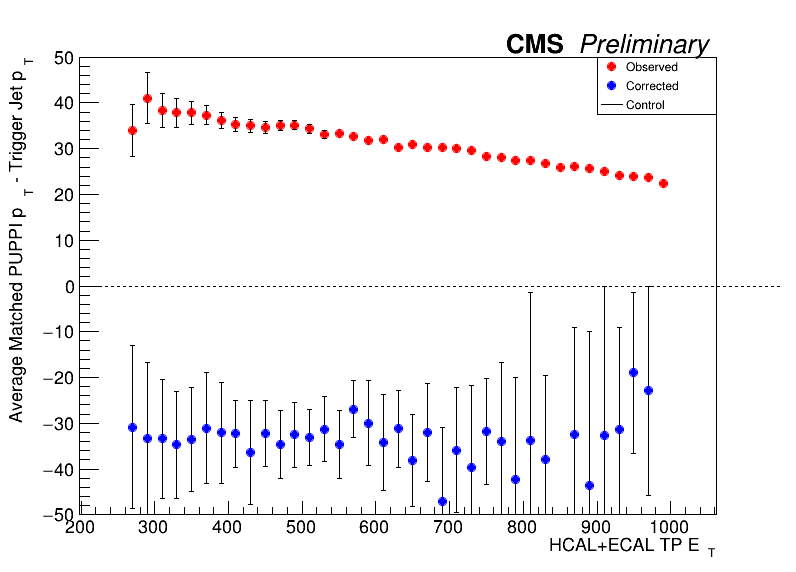 CMS Preliminary
Observed
Corrected
Control
Average Matched PUPPI p T - Trigger Jet p T
50
40
30
20
10
0
−10
−20
−30
−40
−50
200 300 400 500 600 700 800 900 1000
HCAL+ECAL TP E T